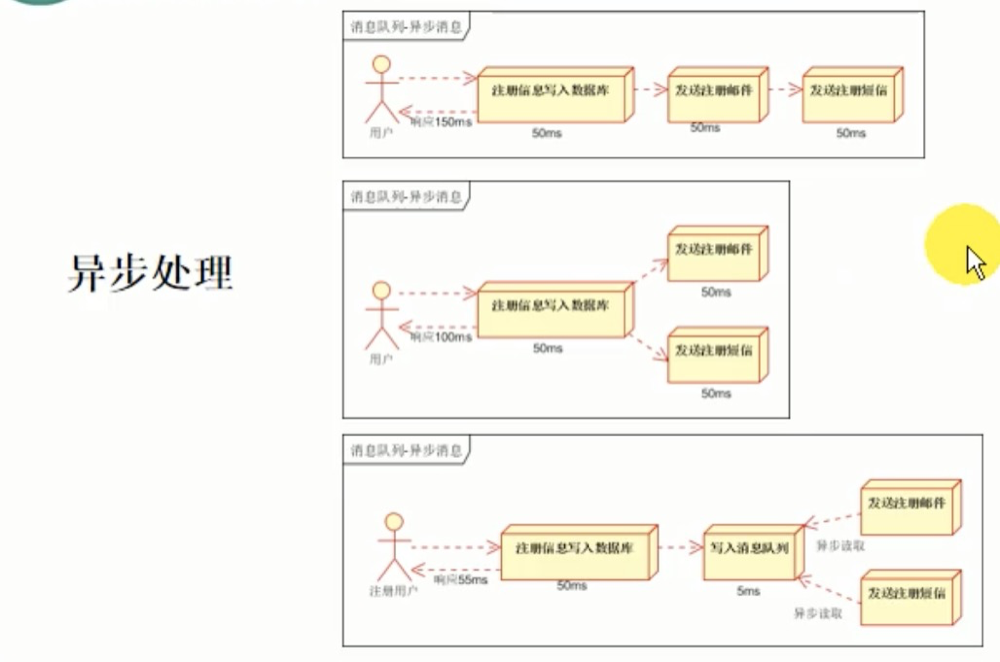 异步处理
消息队列-异步消息
注册信息写入数据库
发送注册邮件
发送注册短信
响应150ms
用户
50ms
50ms
50ms
消息队列-异步消息
发送注册邮件
50ms
注册信息写入数据库
响应100ms
用户
50ms
发送注册短信
50ms
消息队列-异步消息
发送注册邮件
注册信息写入数据库
写入消息队列
异步读取
响应55ms
注册用户
50ms
5ms
发送注册短信
异步读取